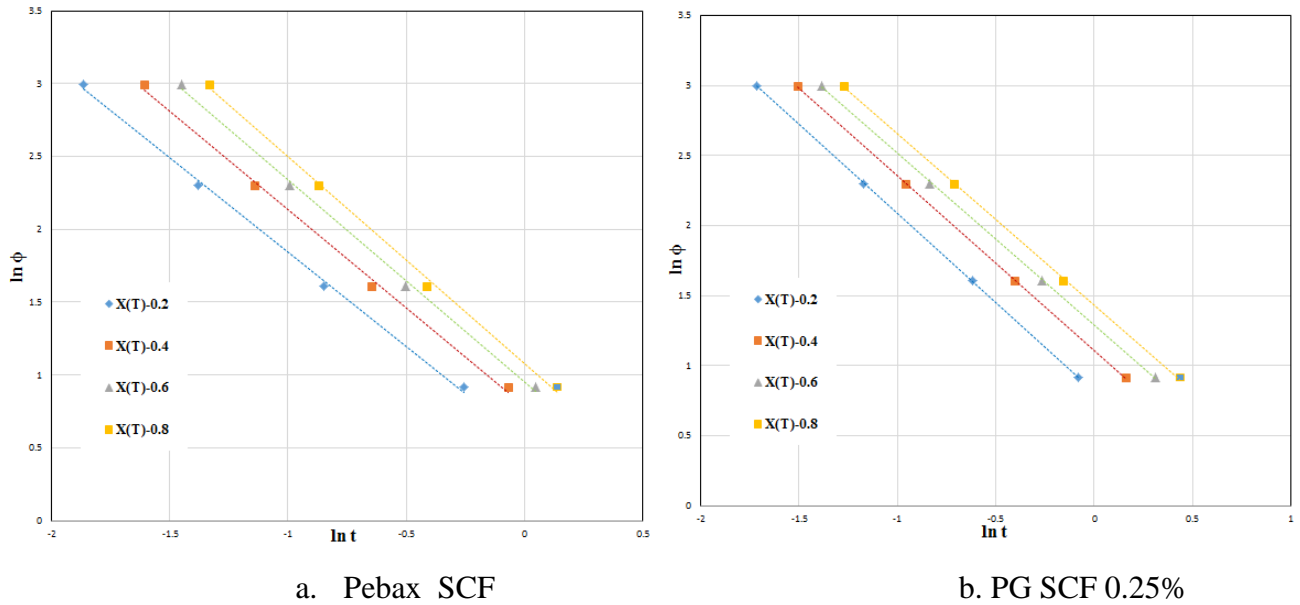 3.5
3
2.5
2
1.5
1
0.5
0
-2
-1.5
-1
-0.5
0
0.5
ln ϕ
ln t
X(T)-0.2
X(T)-0.4
X(T)-0.6
X(T)-0.8
a. Pebax SCF
3.5
3
2.5
2
1.5
1
0.5
0
-2
-1.5
-1
-0.5
0
0.5
1
ln ϕ
ln t
X(T)-0.2
X(T)-0.4
X(T)-0.6
X(T)-0.8
b. PG SCF 0.25%